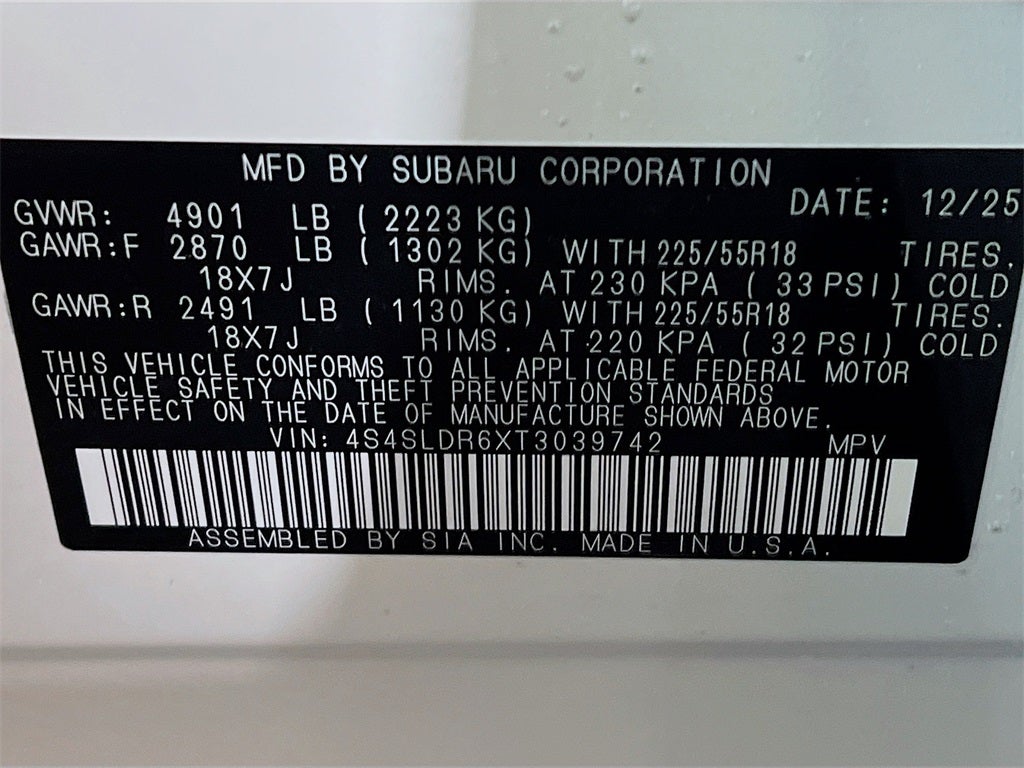 MFD BY SUBARU CORPORATION
DATE: 12/25
GVWR: 4901 LB ( 2223 KG)
GAWR:F 2870 LB ( 1302 KG) WITH 225/55R18 TIRES.
18X7J RIMS. AT 230 KPA ( 33 PSI) COLD
GAWR:R 2491 LB ( 1130 KG) WITH 225/55R18 TIRES.
18X7J RIMS. AT 220 KPA ( 32 PSI) COLD
THIS VEHICLE CONFORMS TO ALL APPLICABLE FEDERAL MOTOR
VEHICLE SAFETY AND THEFT PREVENTION STANDARDS
IN EFFECT ON THE DATE OF MANUFACTURE SHOWN ABOVE.
VIN: 4S4SLDR6XT3039742 MPV
ASSEMBLED BY SIA INC. MADE IN U.S.A.